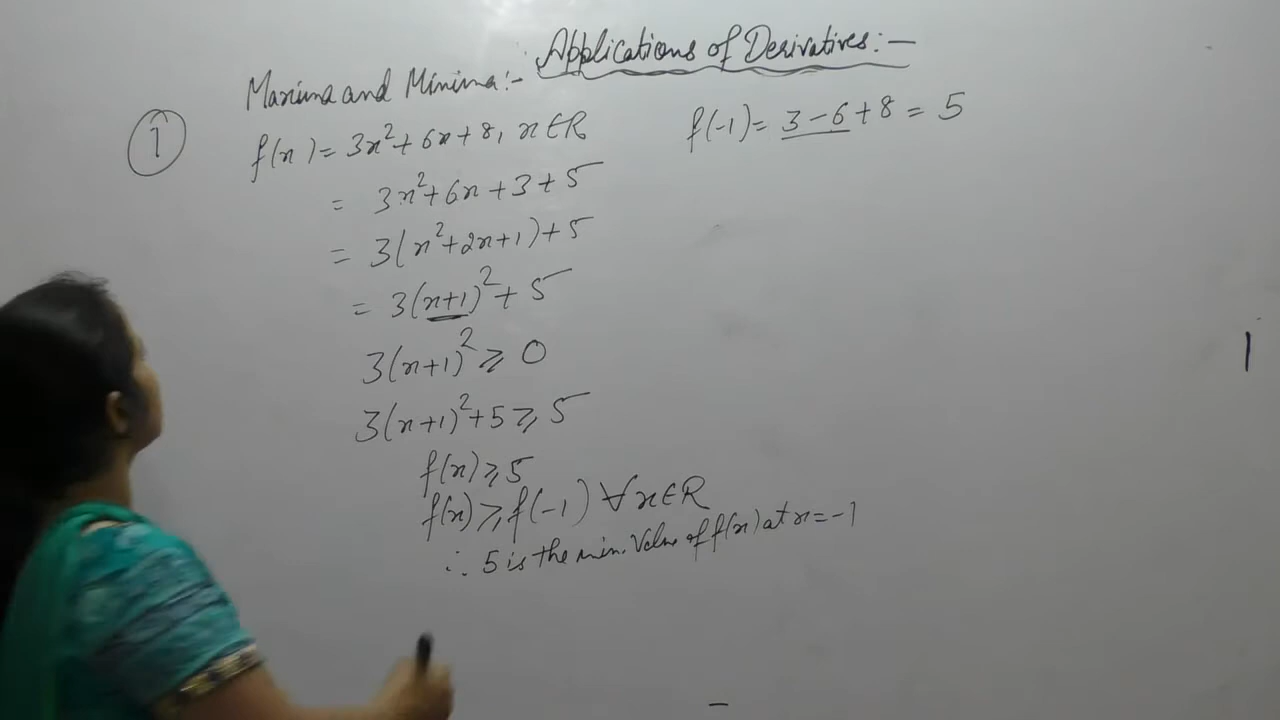 Applications of Derivatives:-
Maxima and Minima:-
1
f(x) = 3x²+6x+8, x∈R
= 3x²+6x+3+5
= 3(x²+2x+1)+5
= 3(x+1)²+5
3(x+1)² ⩾ 0
3(x+1)²+5 ⩾ 5
f(x) ⩾ 5
f(x) ⩾ f(-1) ∀ x∈R
∴ 5 is the min. Value of f(x) at x=-1
f(-1) = 3-6+8 = 5